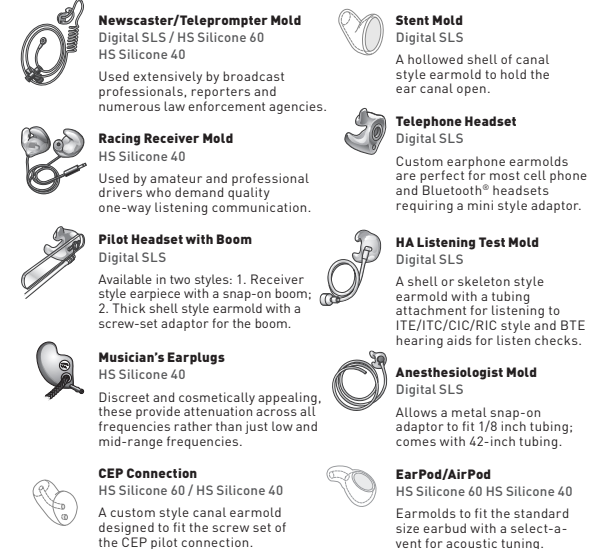 Newscaster/Teleprompter Mold
Digital SLS / HS Silicone 60
HS Silicone 40
Used extensively by broadcast
professionals, reporters and
numerous law enforcement agencies.
Racing Receiver Mold
HS Silicone 40
Used by amateur and professional
drivers who demand quality
one-way listening communication.
Pilot Headset with Boom
Digital SLS
Available in two styles: 1. Receiver
style earpiece with a snap-on boom;
2. Thick shell style earmold with a
screw-set adaptor for the boom.
Musician's Earplugs
HS Silicone 40
Discreet and cosmetically appealing,
these provide attenuation across all
frequencies rather than just low and
mid-range frequencies.
CEP Connection
HS Silicone 60 / HS Silicone 40
A custom style canal earmold
designed to fit the screw set of
the CEP pilot connection.
Stent Mold
Digital SLS
A hollowed shell of canal
style earmold to hold the
ear canal open.
Telephone Headset
Digital SLS
Custom earphone earmolds
are perfect for most cell phone
and Bluetooth® headsets
requiring a mini style adaptor.
HA Listening Test Mold
Digital SLS
A shell or skeleton style
earmold with a tubing
attachment for listening to
ITE/ITC/CIC/RIC style and BTE
hearing aids for listen checks.
Anesthesiologist Mold
Digital SLS
Allows a metal snap-on
adaptor to fit 1/8 inch tubing;
comes with 42-inch tubing.
EarPod/AirPod
HS Silicone 60 HS Silicone 40
Earmolds to fit the standard
size earbud with a select-a-
vent for acoustic tuning.